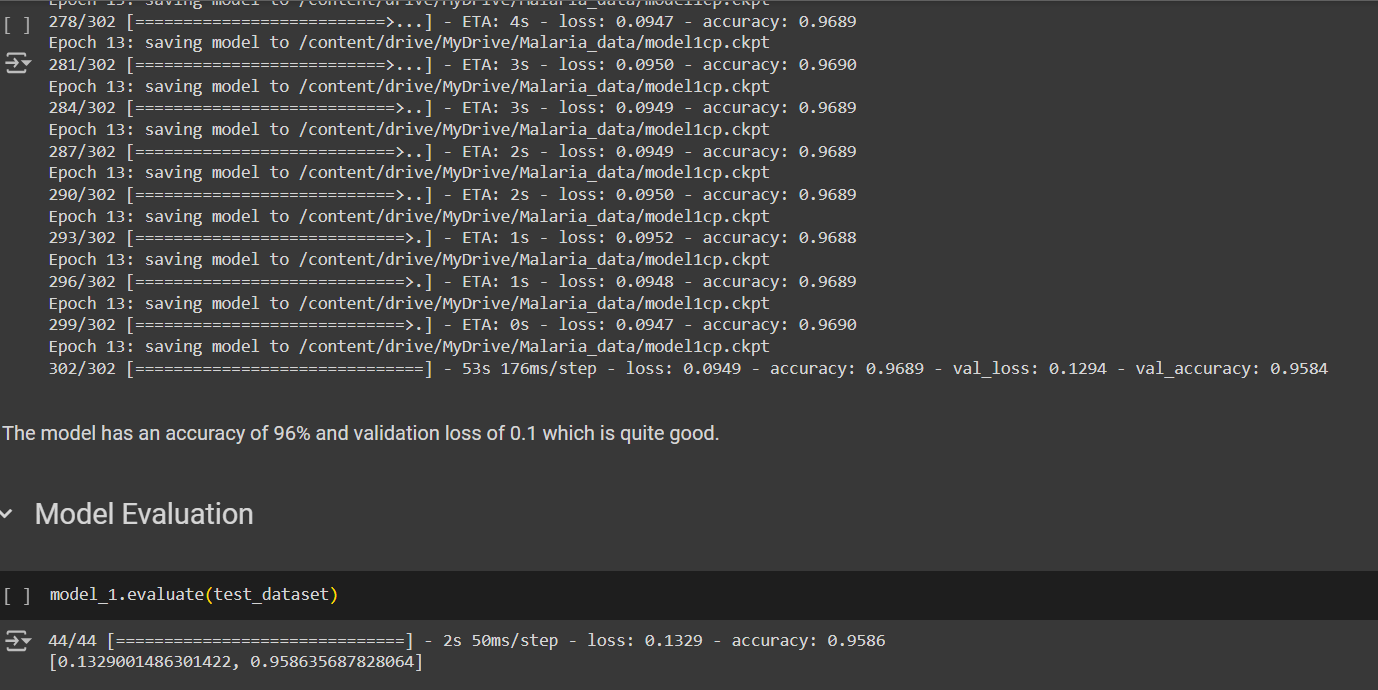 Epoch 13: saving model to /content/drive/MyDrive/Malaria_data/model1cp.ckpt
[ ] 278/302 [==========================>...] - ETA: 4s - loss: 0.0947 - accuracy: 0.9689
Epoch 13: saving model to /content/drive/MyDrive/Malaria_data/model1cp.ckpt
281/302 [==========================>...] - ETA: 3s - loss: 0.0950 - accuracy: 0.9690
Epoch 13: saving model to /content/drive/MyDrive/Malaria_data/model1cp.ckpt
284/302 [===========================>..] - ETA: 3s - loss: 0.0949 - accuracy: 0.9689
Epoch 13: saving model to /content/drive/MyDrive/Malaria_data/model1cp.ckpt
287/302 [===========================>..] - ETA: 2s - loss: 0.0949 - accuracy: 0.9689
Epoch 13: saving model to /content/drive/MyDrive/Malaria_data/model1cp.ckpt
290/302 [===========================>..] - ETA: 2s - loss: 0.0950 - accuracy: 0.9689
Epoch 13: saving model to /content/drive/MyDrive/Malaria_data/model1cp.ckpt
293/302 [============================>.] - ETA: 1s - loss: 0.0952 - accuracy: 0.9688
Epoch 13: saving model to /content/drive/MyDrive/Malaria_data/model1cp.ckpt
296/302 [============================>.] - ETA: 1s - loss: 0.0948 - accuracy: 0.9689
Epoch 13: saving model to /content/drive/MyDrive/Malaria_data/model1cp.ckpt
299/302 [============================>.] - ETA: 0s - loss: 0.0947 - accuracy: 0.9690
Epoch 13: saving model to /content/drive/MyDrive/Malaria_data/model1cp.ckpt
302/302 [==============================] - 53s 176ms/step - loss: 0.0949 - accuracy: 0.9689 - val_loss: 0.1294 - val_accuracy: 0.9584
The model has an accuracy of 96% and validation loss of 0.1 which is quite good.
Model Evaluation
[ ] model_1.evaluate(test_dataset)
44/44 [==============================] - 2s 50ms/step - loss: 0.1329 - accuracy: 0.9586
[0.1329001486301422, 0.958635687828064]